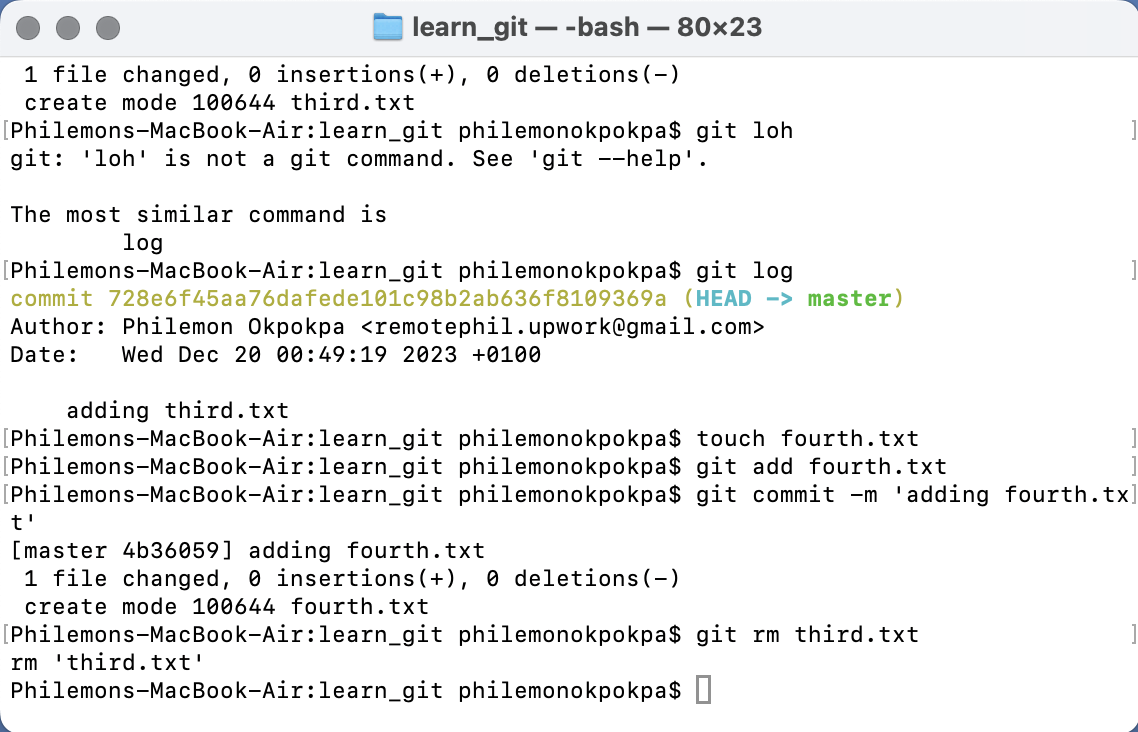 learn_git — -bash — 80×23
 1 file changed, 0 insertions(+), 0 deletions(-)
 create mode 100644 third.txt
[Philemons-MacBook-Air:learn_git philemonokpokpa$ git loh ]
git: 'loh' is not a git command. See 'git --help'.

The most similar command is
        log
[Philemons-MacBook-Air:learn_git philemonokpokpa$ git log ]
commit 728e6f45aa76dafede101c98b2ab636f8109369a (HEAD -> master)
Author: Philemon Okpokpa <remotephil.upwork@gmail.com>
Date:   Wed Dec 20 00:49:19 2023 +0100

    adding third.txt
[Philemons-MacBook-Air:learn_git philemonokpokpa$ touch fourth.txt ]
[Philemons-MacBook-Air:learn_git philemonokpokpa$ git add fourth.txt ]
[Philemons-MacBook-Air:learn_git philemonokpokpa$ git commit -m 'adding fourth.tx]
t'
[master 4b36059] adding fourth.txt
 1 file changed, 0 insertions(+), 0 deletions(-)
 create mode 100644 fourth.txt
[Philemons-MacBook-Air:learn_git philemonokpokpa$ git rm third.txt ]
rm 'third.txt'
Philemons-MacBook-Air:learn_git philemonokpokpa$